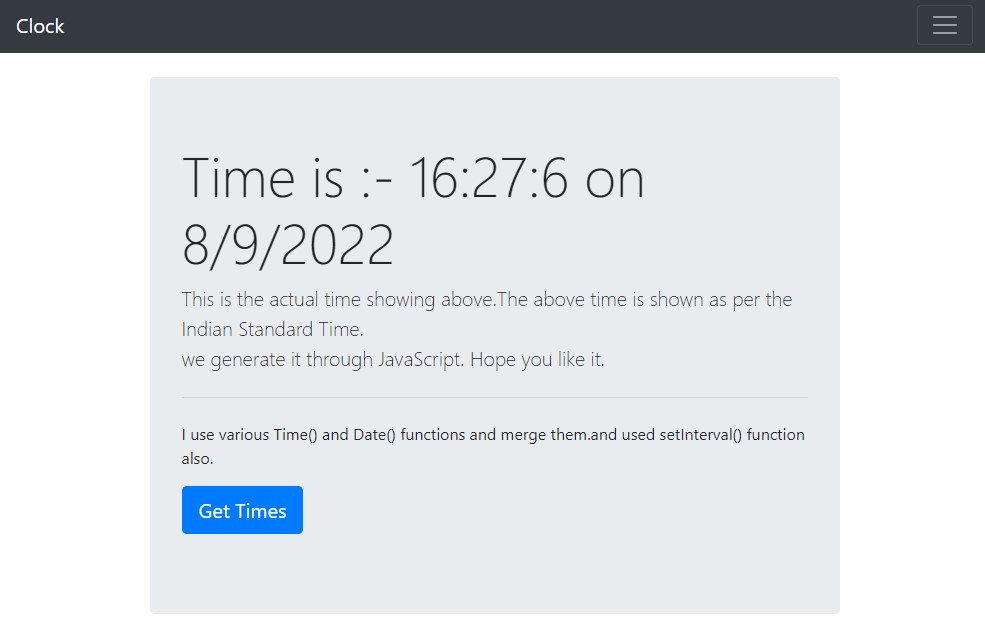 Clock
Time is :- 16:27:6 on
8/9/2022
This is the actual time showing above.The above time is shown as per the
Indian Standard Time.
we generate it through JavaScript. Hope you like it.
I use various Time() and Date() functions and merge them.and used setInterval() function
also.
Get Times